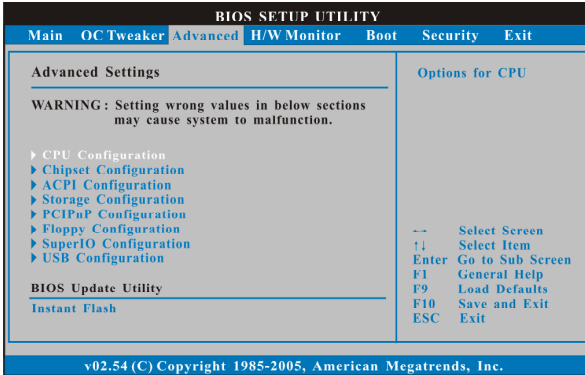 BIOS SETUP UTILITY
Main OC Tweaker Advanced H/W Monitor Boot Security Exit
Advanced Settings
WARNING : Setting wrong values in below sections
may cause system to malfunction.
CPU Configuration
Chipset Configuration
ACPI Configuration
Storage Configuration
PCIPnP Configuration
Floppy Configuration
SuperIO Configuration
USB Configuration
BIOS Update Utility
Instant Flash
Options for CPU
↔ Select Screen
↑↓ Select Item
Enter Go to Sub Screen
F1 General Help
F9 Load Defaults
F10 Save and Exit
ESC Exit
v02.54 (C) Copyright 1985-2005, American Megatrends, Inc.